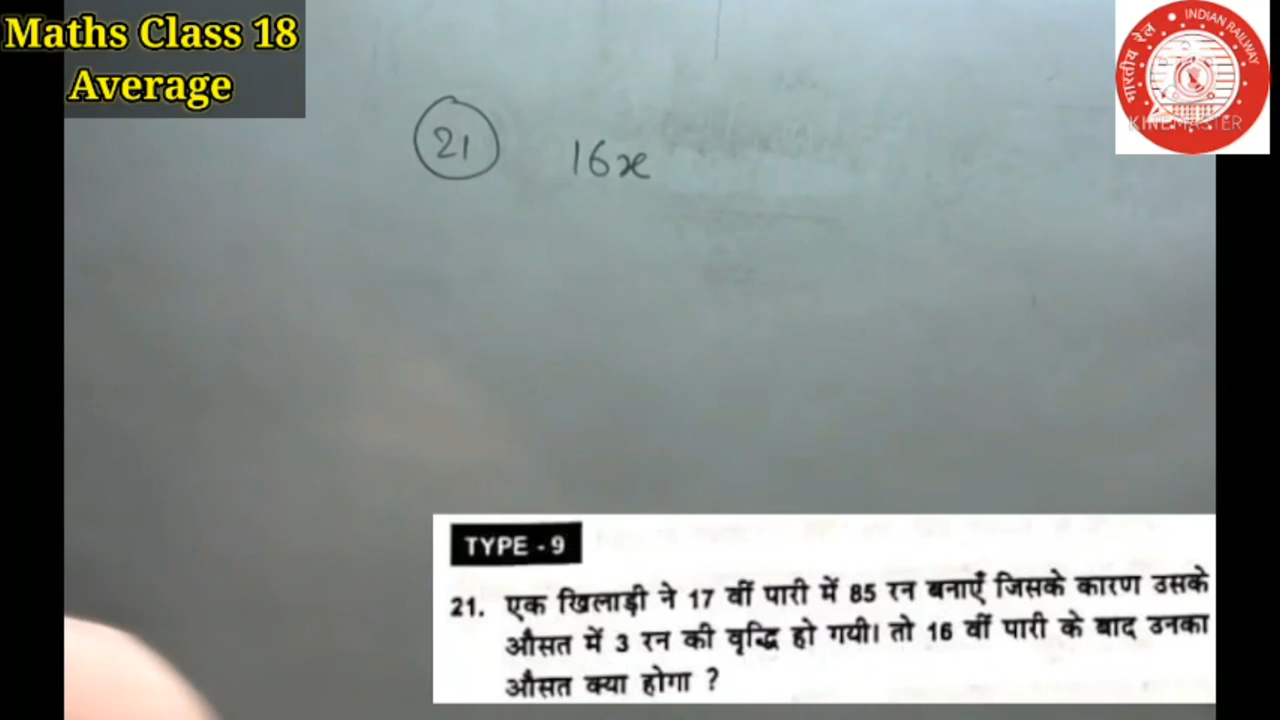 Maths Class 18
Average
भारतीय रेल
INDIAN RAILWAY
KINEMASTER
21 16x
TYPE - 9
21. एक खिलाड़ी ने 17 वीं पारी में 85 रन बनाएँ जिसके कारण उसके
औसत में 3 रन की वृद्धि हो गयी। तो 16 वीं पारी के बाद उनका
औसत क्या होगा ?